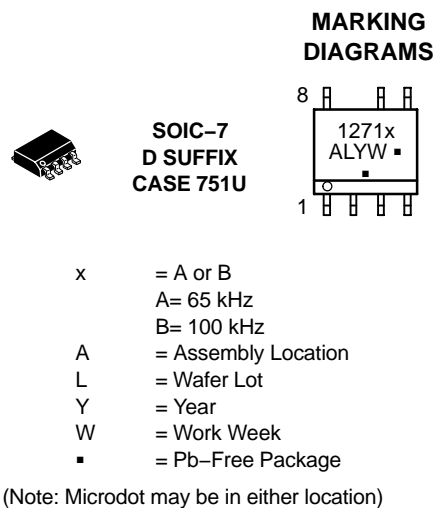 MARKING
DIAGRAMS
SOIC−7
D SUFFIX
CASE 751U
8
1271x
ALYW ▪
▪
1
x = A or B
A= 65 kHz
B= 100 kHz
A = Assembly Location
L = Wafer Lot
Y = Year
W = Work Week
▪ = Pb−Free Package
(Note: Microdot may be in either location)